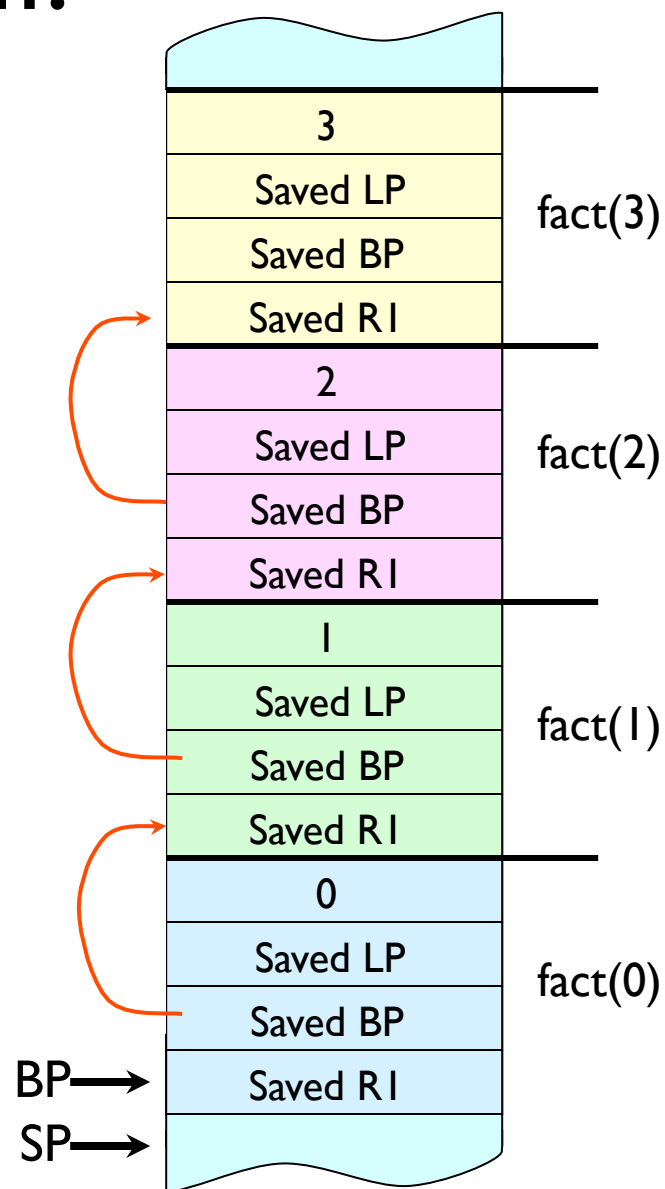 3
Saved LP
fact(3)
Saved BP
Saved R1
2
Saved LP
fact(2)
Saved BP
Saved R1
1
Saved LP
fact(1)
Saved BP
Saved R1
0
Saved LP
fact(0)
Saved BP
BP
Saved R1
SP